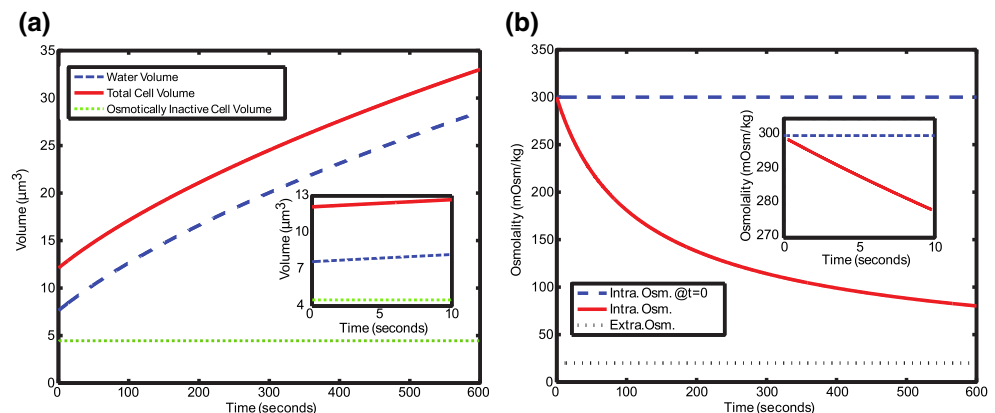 (a)
35
30
25
20
15
10
5
0
Volume (µm³)
Water Volume
Total Cell Volume
Osmotically Inactive Cell Volume
13
10
7
4
Volume (µm³)
0
5
10
Time (seconds)
0
100
200
300
400
500
600
Time (seconds)
(b)
350
300
250
200
150
100
50
0
Osmolality (mOsm/kg)
300
290
280
270
Osmolality (mOsm/kg)
0
5
10
Time (seconds)
Intra. Osm. @t=0
Intra. Osm.
Extra.Osm.
0
100
200
300
400
500
600
Time (seconds)